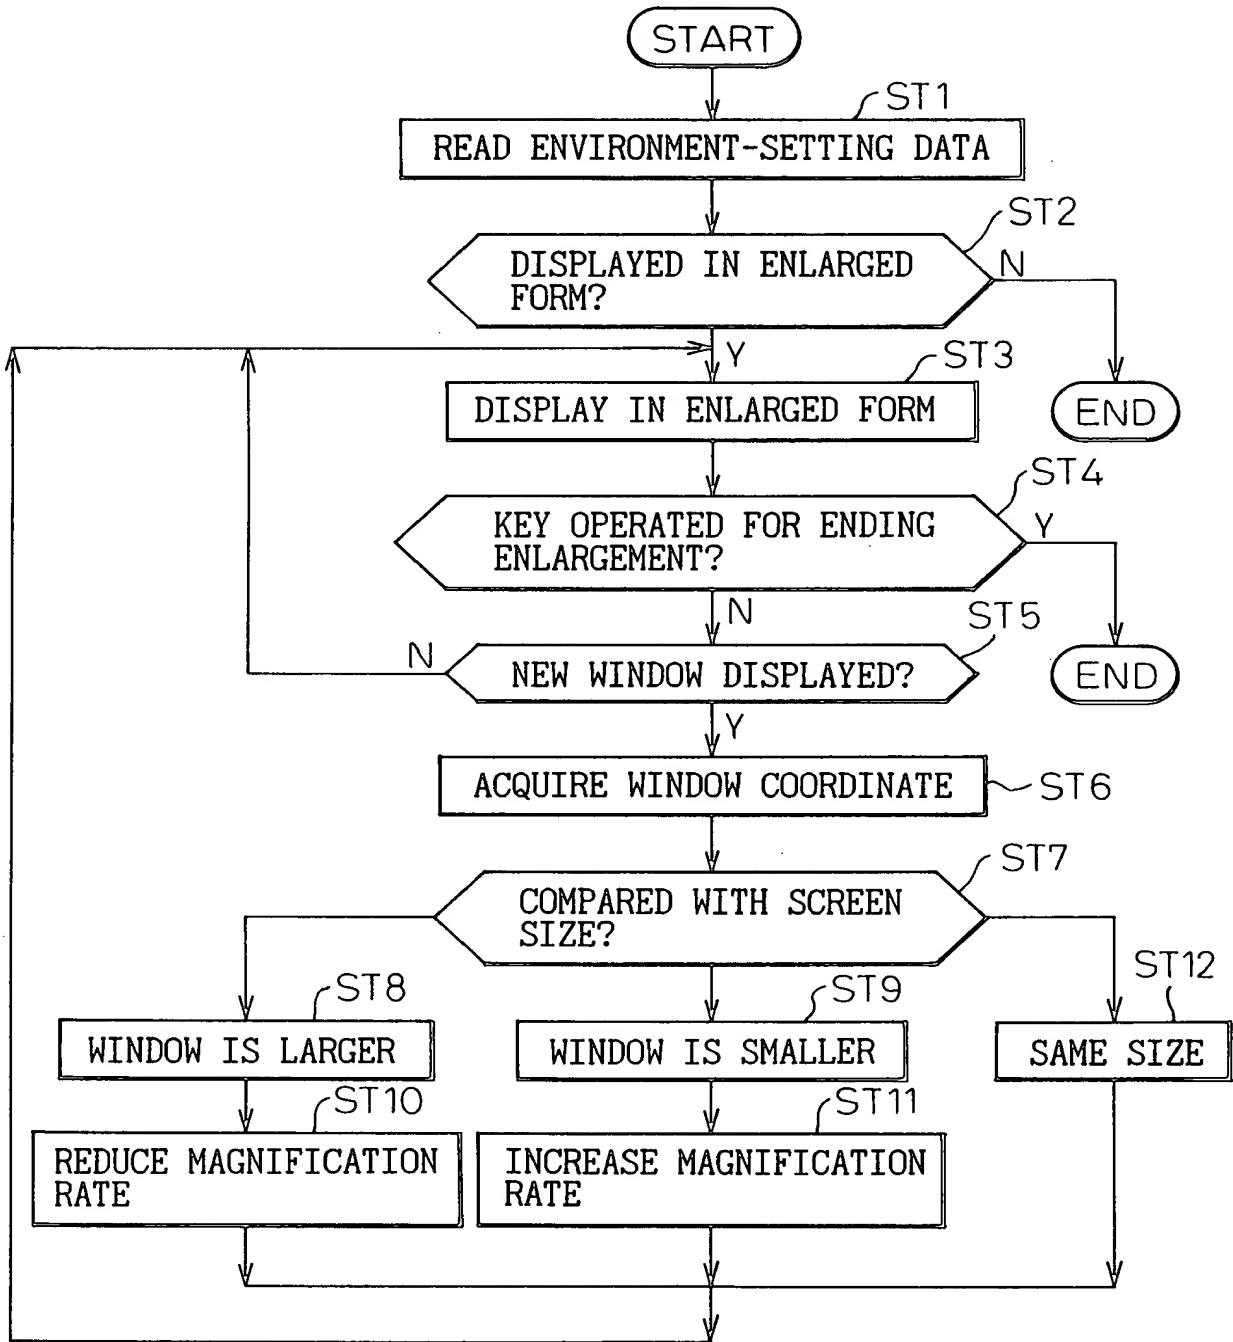 START
ST1
READ ENVIRONMENT-SETTING DATA
ST2
DISPLAYED IN ENLARGED
FORM?
N
Y
ST3
DISPLAY IN ENLARGED FORM
END
ST4
KEY OPERATED FOR ENDING
ENLARGEMENT?
Y
N
ST5
N
NEW WINDOW DISPLAYED?
END
Y
ACQUIRE WINDOW COORDINATE
ST6
ST7
COMPARED WITH SCREEN
SIZE?
ST8
ST9
ST12
WINDOW IS LARGER
WINDOW IS SMALLER
SAME SIZE
ST10
ST11
REDUCE MAGNIFICATION
RATE
INCREASE MAGNIFICATION
RATE